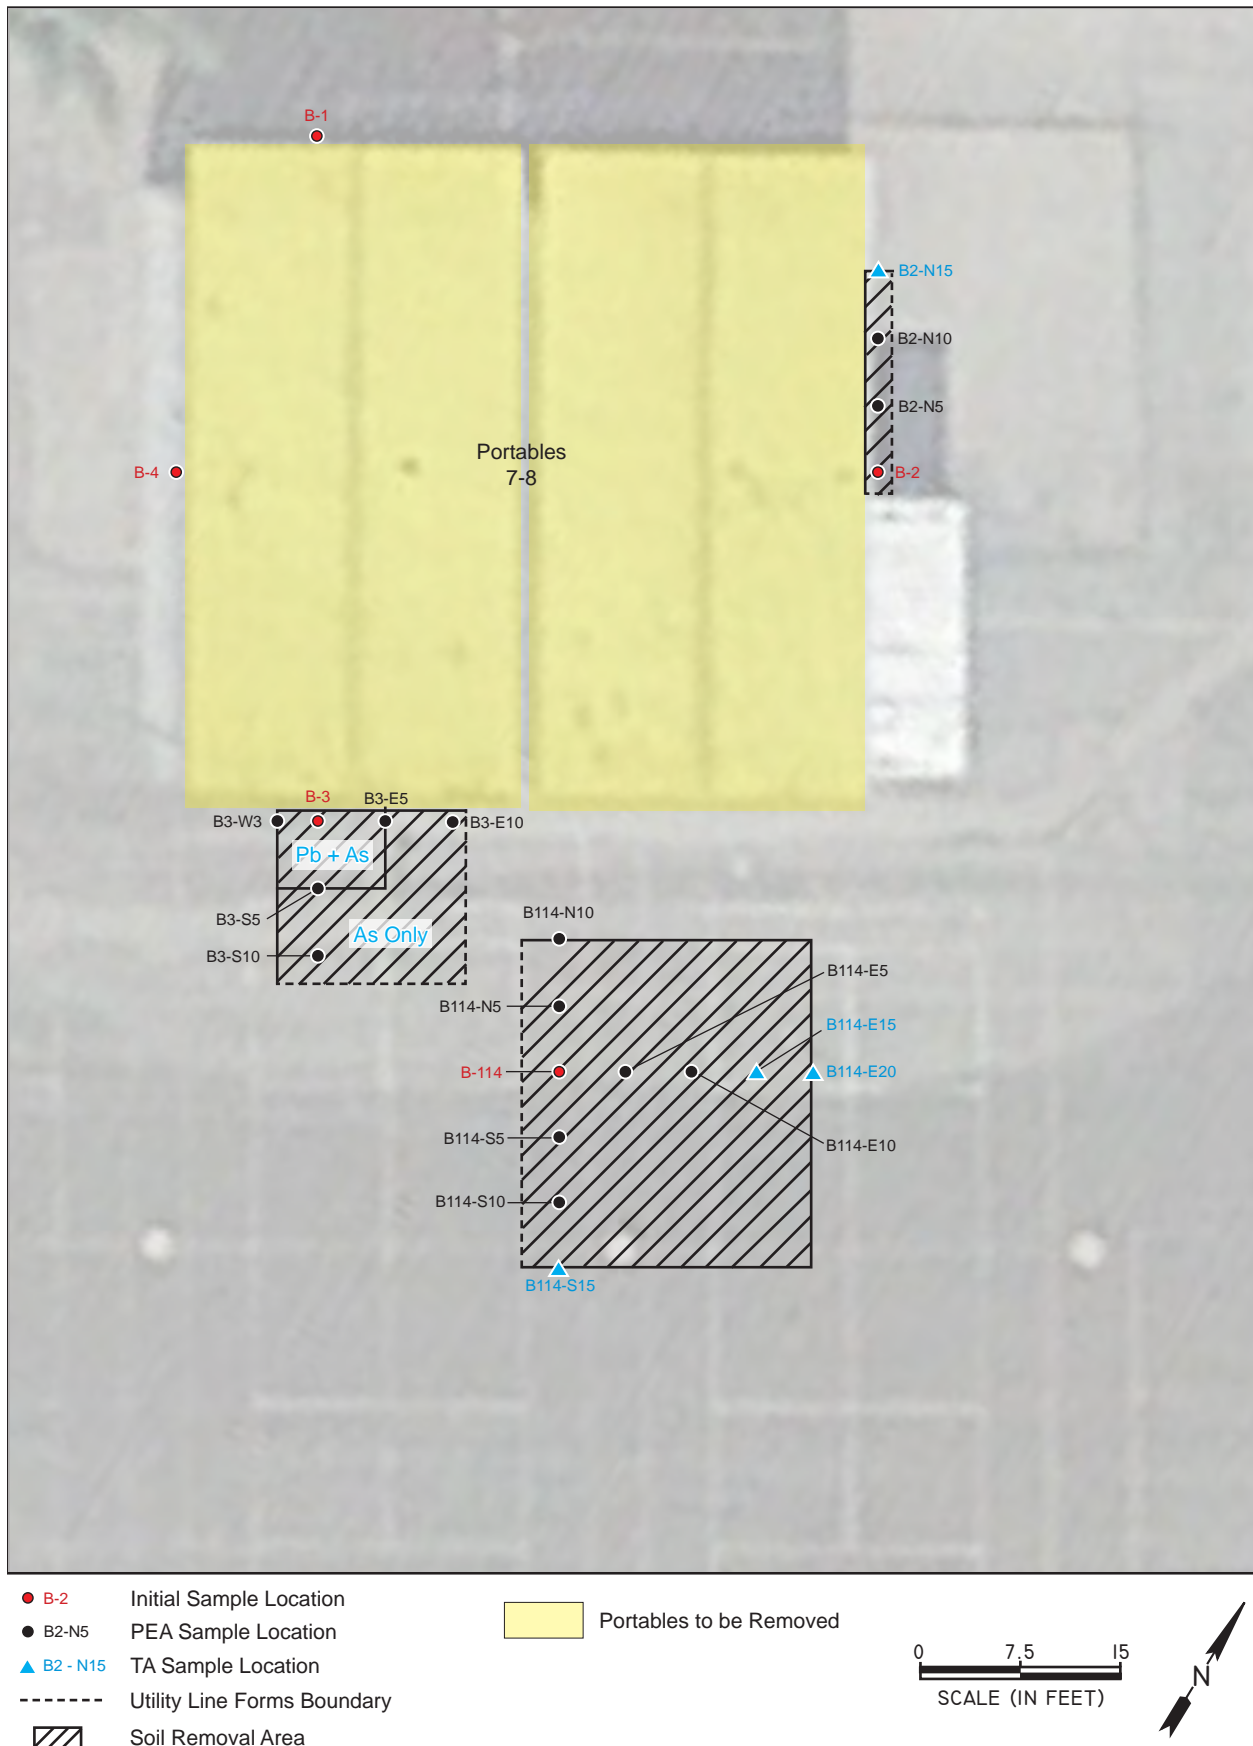 B-1
B2-N15
B2-N10
B2-N5
Portables
7-8
B-4
B-2
B-3
B3-E5
B3-W3
B3-E10
Pb + As
B3-S5
As Only
B3-S10
B114-N10
B114-E5
B114-N5
B114-E15
B-114
B114-E20
B114-S5
B114-E10
B114-S10
B114-S15
B-2 Initial Sample Location
B2-N5 PEA Sample Location
B2 - N15 TA Sample Location
Utility Line Forms Boundary
Soil Removal Area
Portables to be Removed
0 7.5 15
SCALE (IN FEET)
N